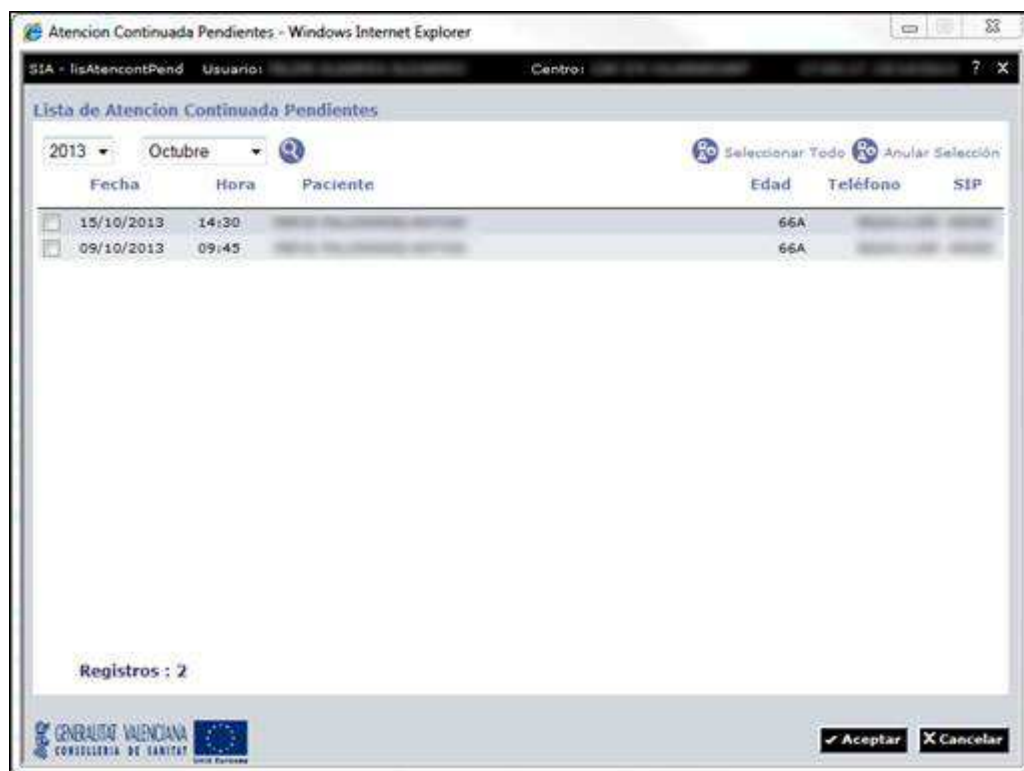 Atencion Continuada Pendientes - Windows Internet Explorer
SIA - lisAtencontPend Usuario: Centro: ? X
Lista de Atencion Continuada Pendientes
2013 Octubre Seleccionar Todo Anular Selección
Fecha Hora Paciente Edad Teléfono SIP
15/10/2013 14:30 66A
09/10/2013 09:45 66A
Registros : 2
GENERALITAT VALENCIANA
CONSELLERIA DE SANITAT
Unió Europea
Aceptar X Cancelar